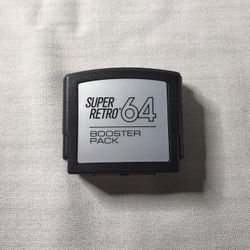 SUPER
RETRO 64
BOOSTER
PACK